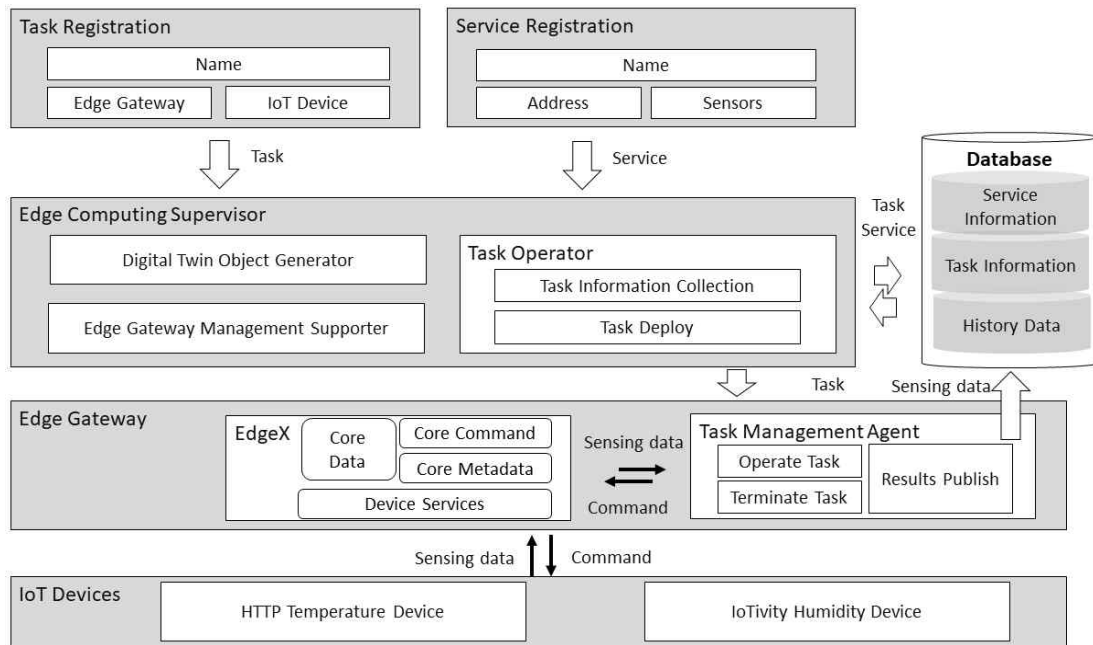 Task Registration
Name
Edge Gateway
IoT Device
Service Registration
Name
Address
Sensors
Task
Service
Database
Service
Information
Task Information
History Data
Task
Service
Edge Computing Supervisor
Digital Twin Object Generator
Edge Gateway Management Supporter
Task Operator
Task Information Collection
Task Deploy
Task
Sensing data
Edge Gateway
EdgeX
Core
Data
Core Command
Core Metadata
Device Services
Sensing data
Command
Task Management Agent
Operate Task
Terminate Task
Results Publish
Sensing data
Command
IoT Devices
HTTP Temperature Device
IoTivity Humidity Device